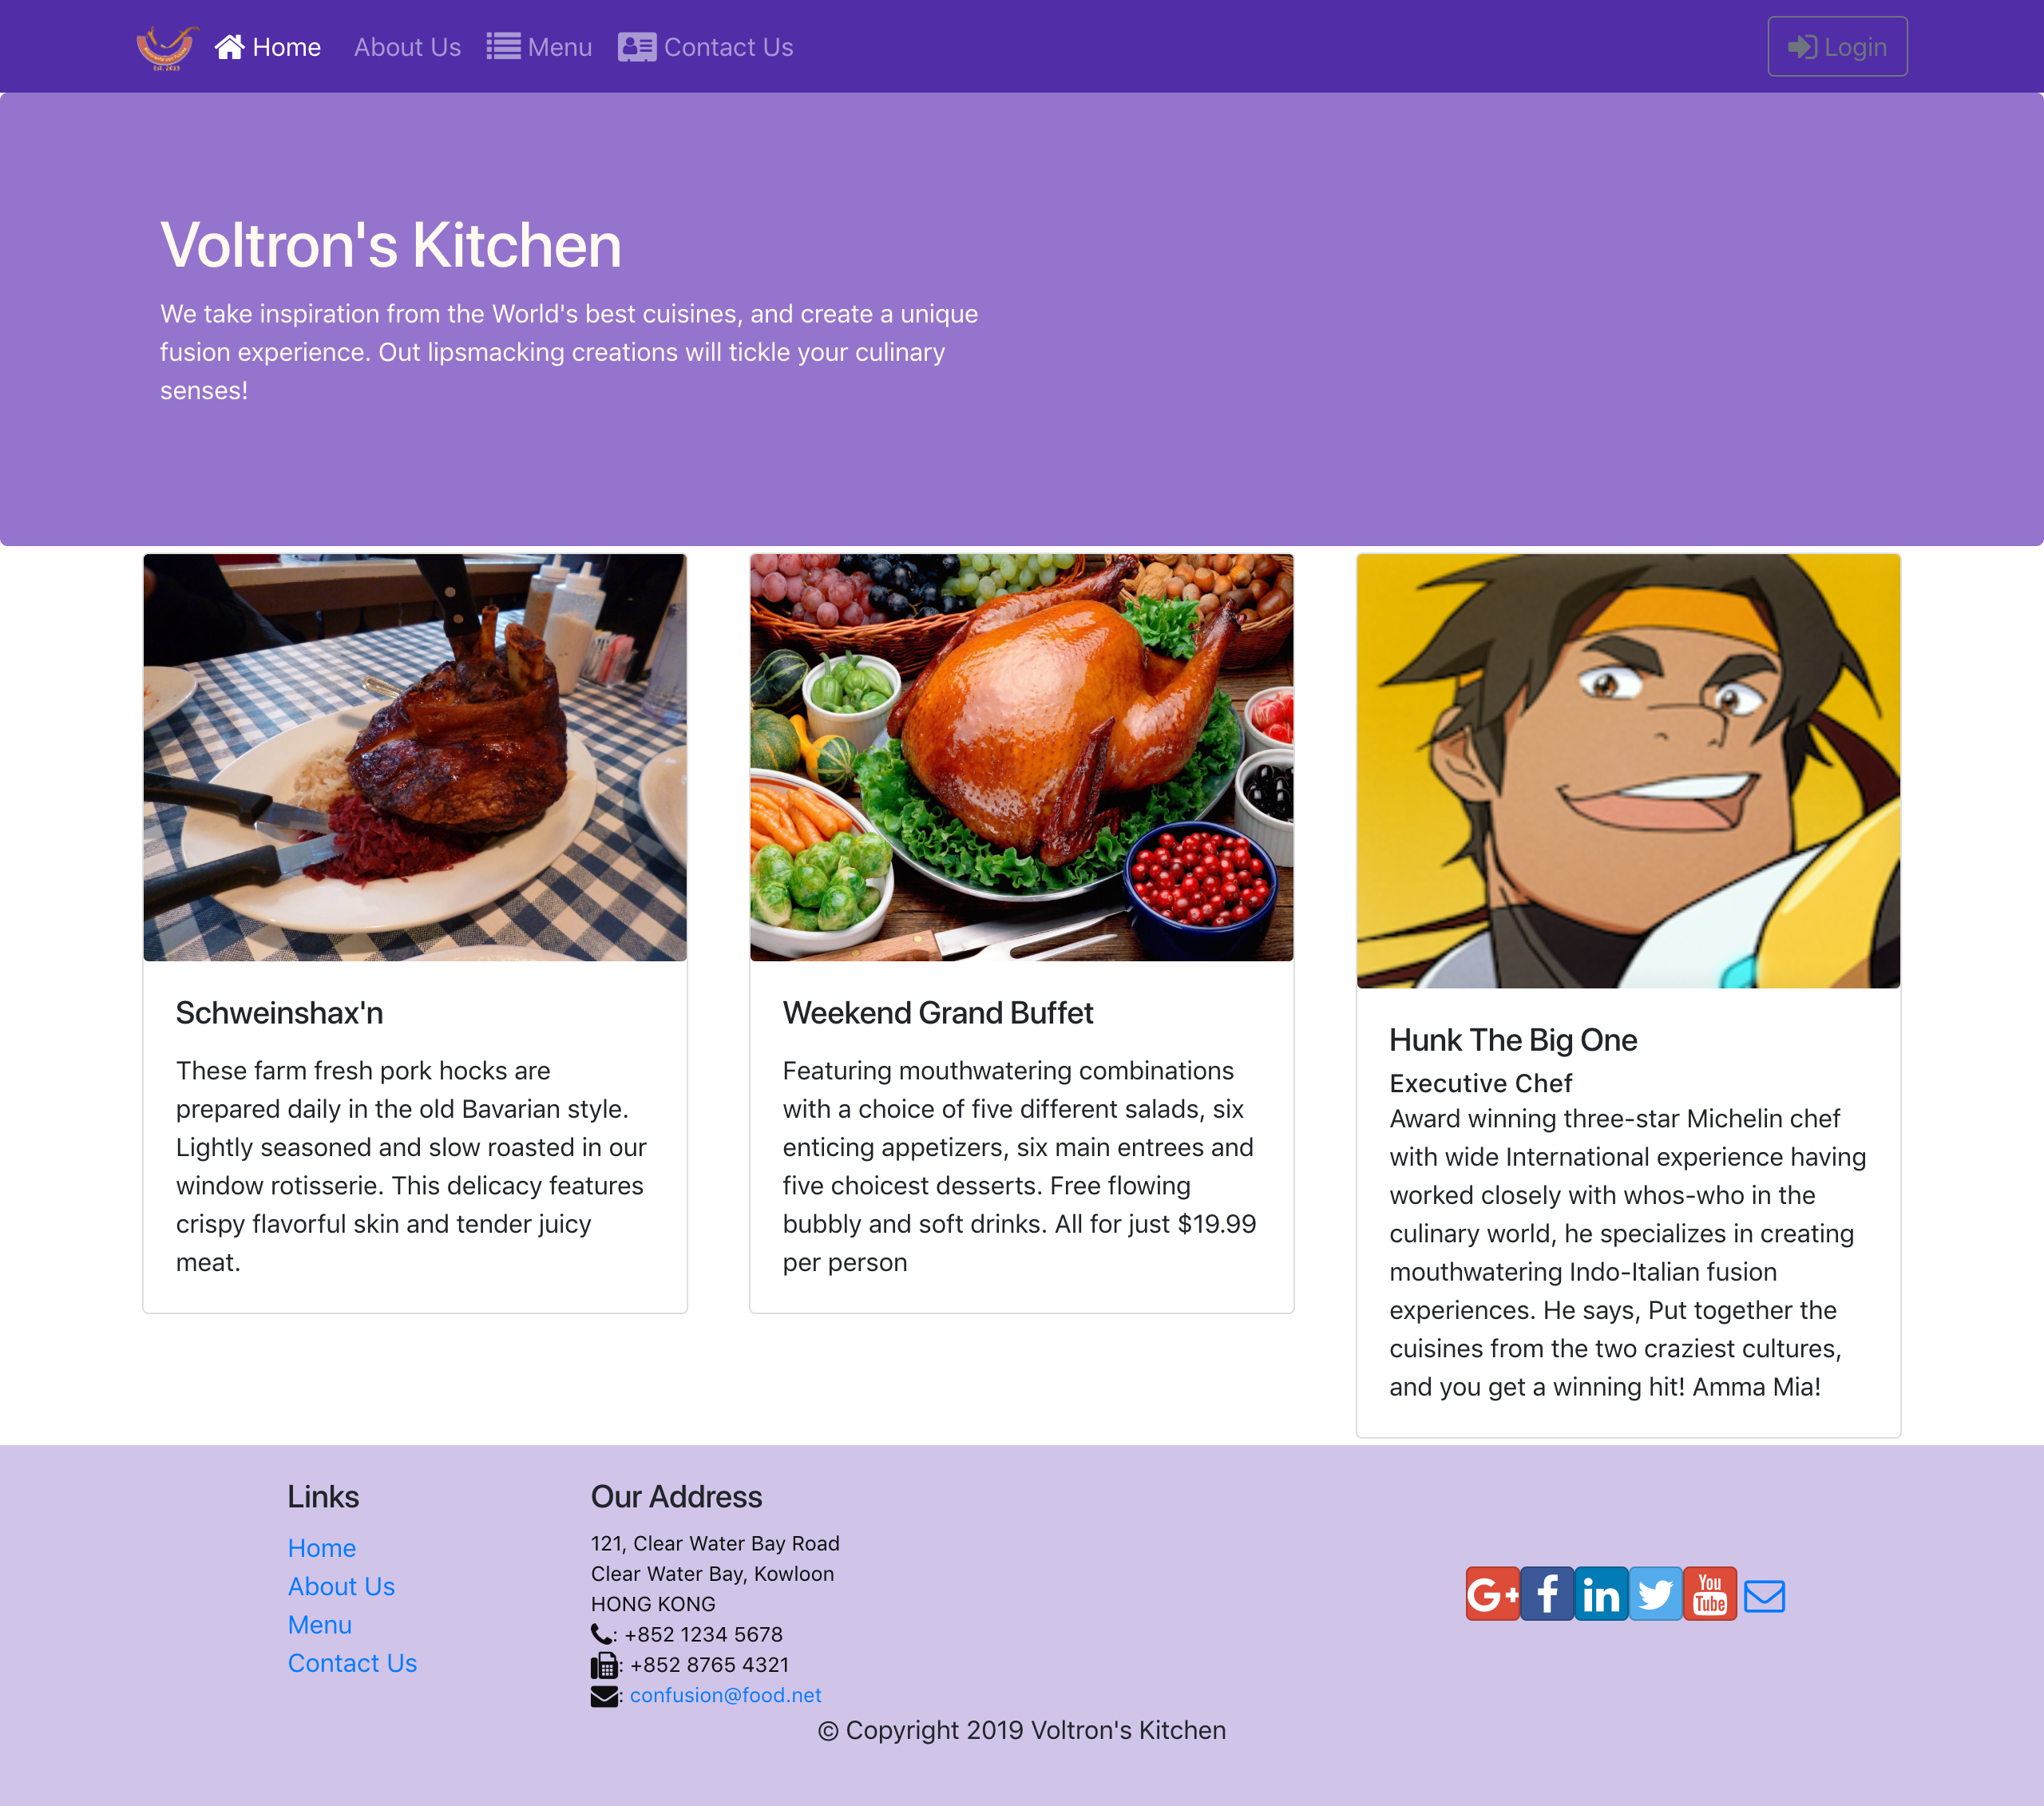 Home About Us Menu Contact Us Login
EST. 2019
Voltron's Kitchen
We take inspiration from the World's best cuisines, and create a unique
fusion experience. Out lipsmacking creations will tickle your culinary
senses!
Schweinshax'n
These farm fresh pork hocks are
prepared daily in the old Bavarian style.
Lightly seasoned and slow roasted in our
window rotisserie. This delicacy features
crispy flavorful skin and tender juicy
meat.
Weekend Grand Buffet
Featuring mouthwatering combinations
with a choice of five different salads, six
enticing appetizers, six main entrees and
five choicest desserts. Free flowing
bubbly and soft drinks. All for just $19.99
per person
Hunk The Big One
Executive Chef
Award winning three-star Michelin chef
with wide International experience having
worked closely with whos-who in the
culinary world, he specializes in creating
mouthwatering Indo-Italian fusion
experiences. He says, Put together the
cuisines from the two craziest cultures,
and you get a winning hit! Amma Mia!
Links
Home
About Us
Menu
Contact Us
Our Address
121, Clear Water Bay Road
Clear Water Bay, Kowloon
HONG KONG
: +852 1234 5678
: +852 8765 4321
: confusion@food.net
G+ f in You Tube
© Copyright 2019 Voltron's Kitchen